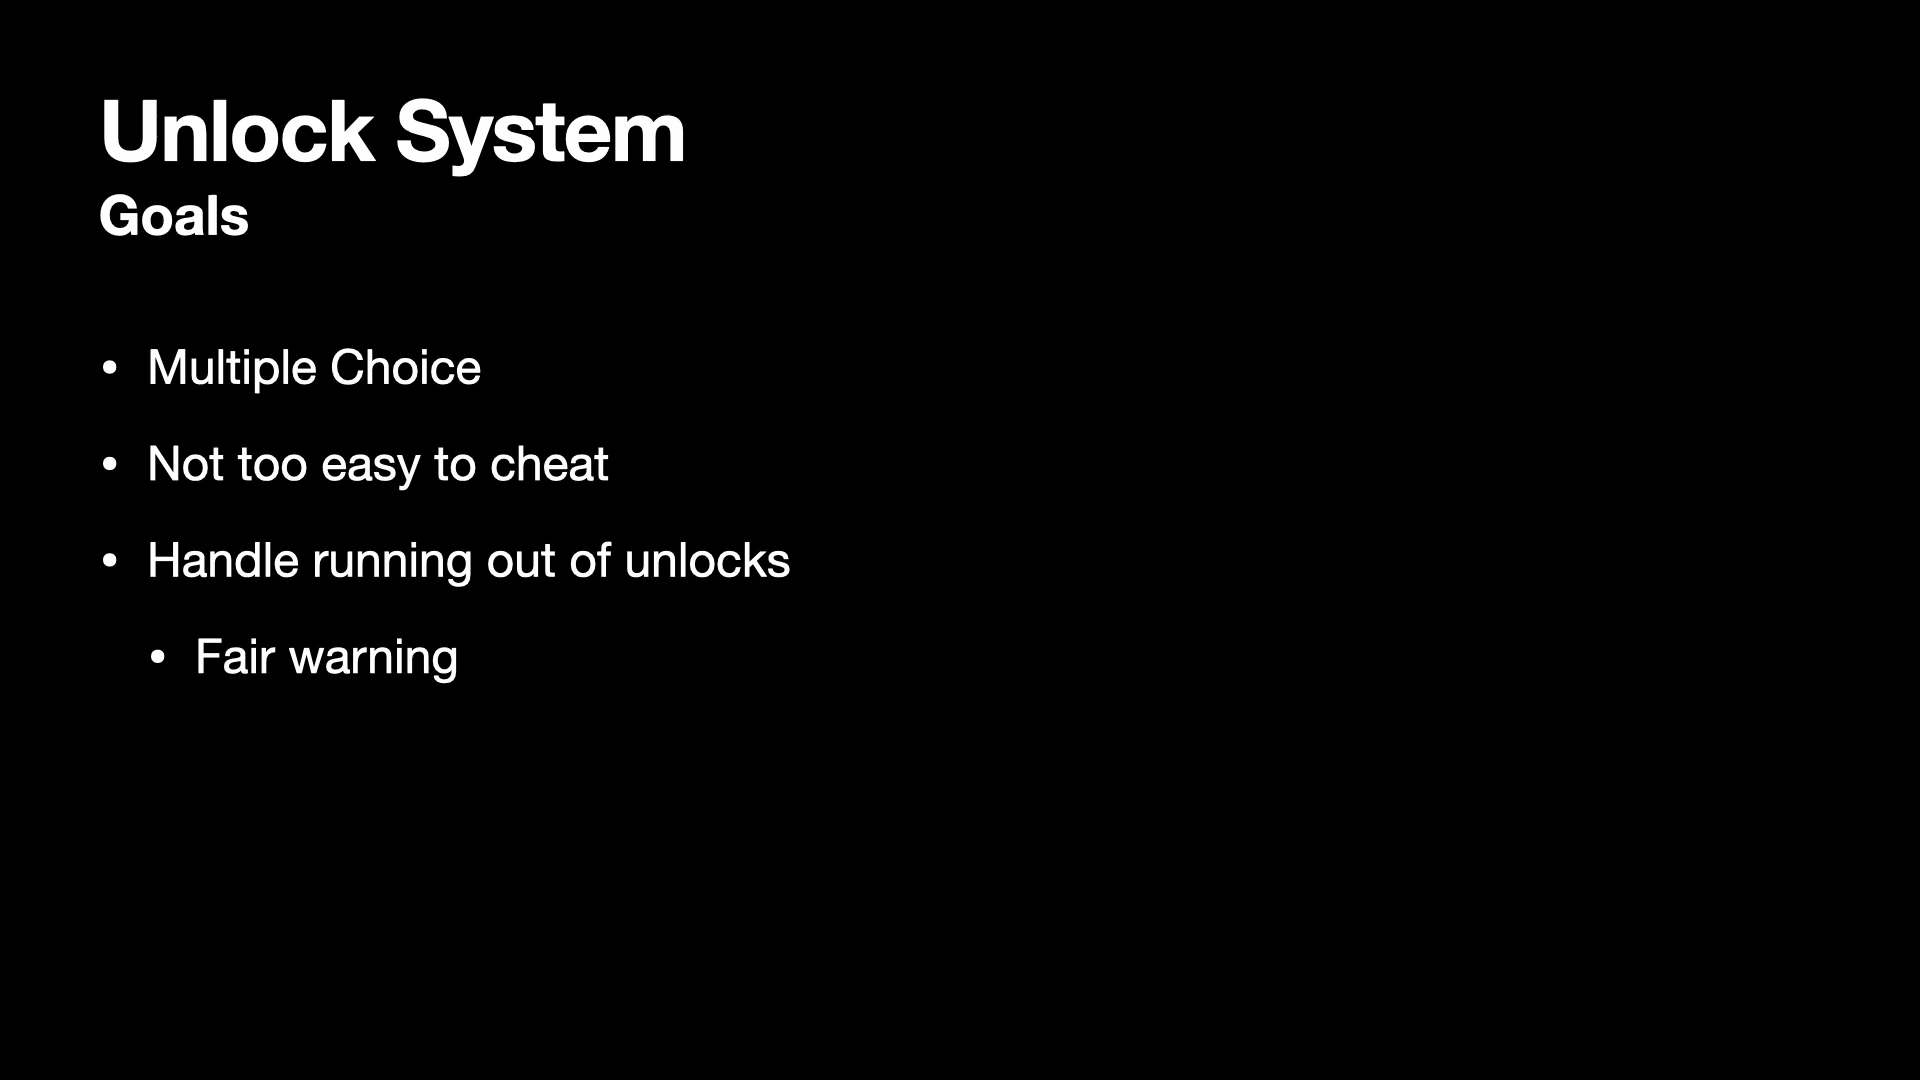 Unlock System
Goals
• Multiple Choice
• Not too easy to cheat
• Handle running out of unlocks
• Fair warning